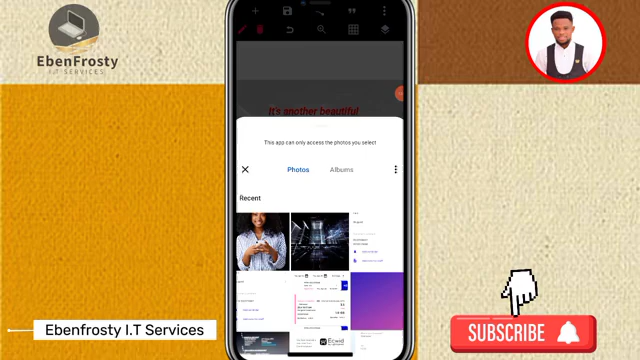 EbenFrosty
I.T SERVICES
It's another beautiful
This app can only access the photos you select
Photos
Albums
Recent
Ecwid
Ebenfrosty I.T Services
SUBSCRIBE